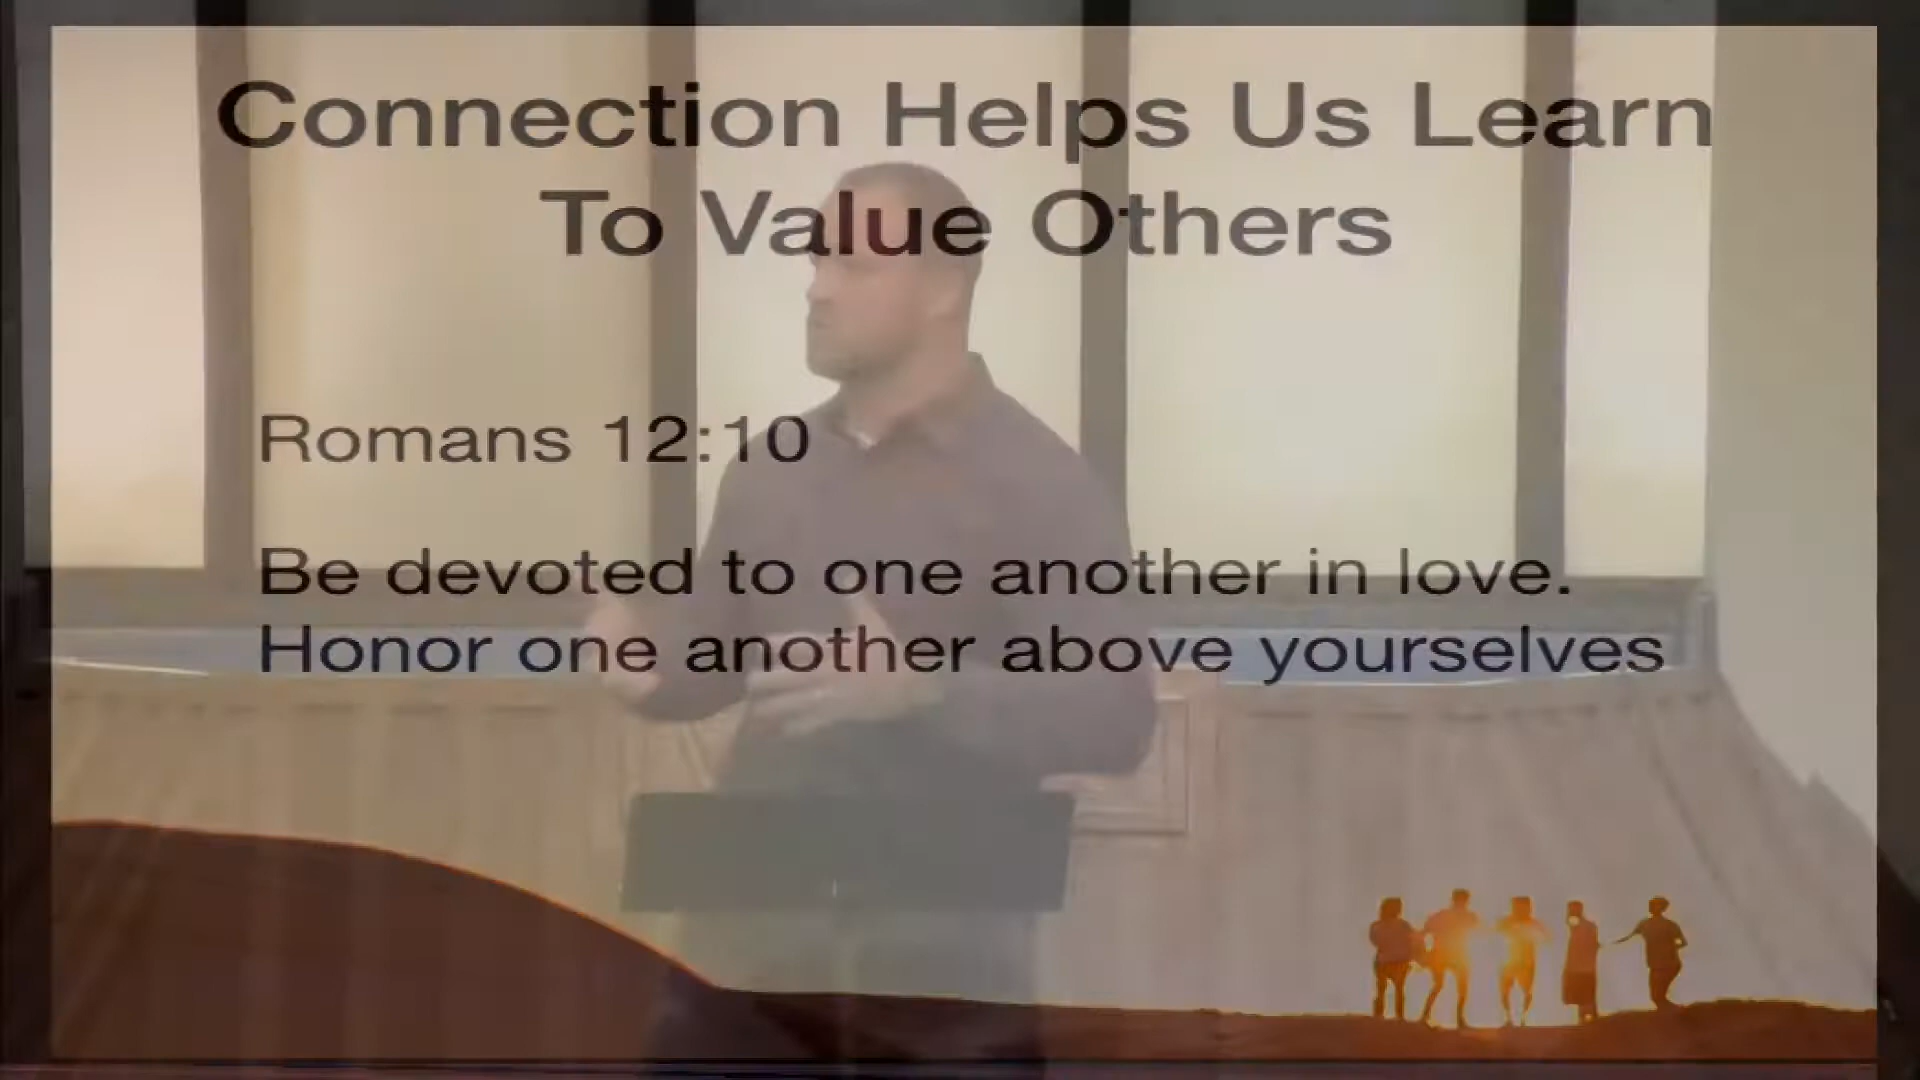 Connection Helps Us Learn
To Value Others
Romans 12:10
Be devoted to one another in love.
Honor one another above yourselves